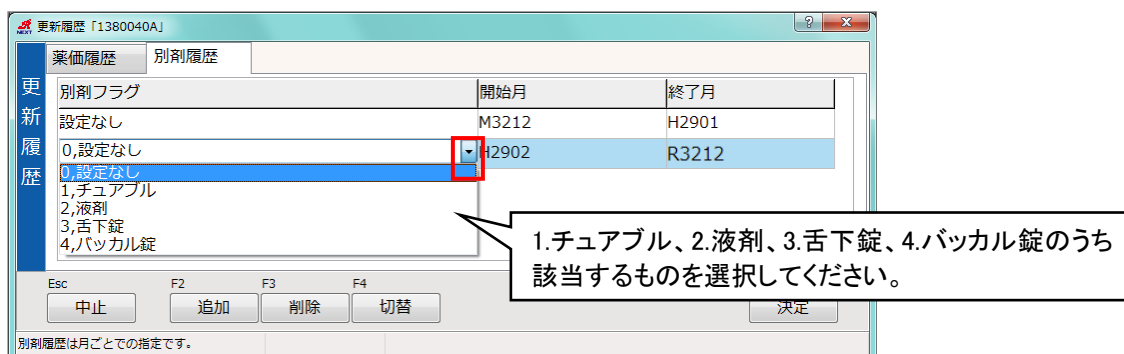 NEXT 更新履歴「1380040A」
薬価履歴 別剤履歴
更新履歴
別剤フラグ 開始月 終了月
設定なし M3212 H2901
0,設定なし H2902 R3212
0,設定なし
1,チュアブル
2,液剤
3,舌下錠
4,バッカル錠
1.チュアブル、2.液剤、3.舌下錠、4.バッカル錠のうち
該当するものを選択してください。
Esc F2 F3 F4
中止 追加 削除 切替 決定
別剤履歴は月ごとでの指定です。